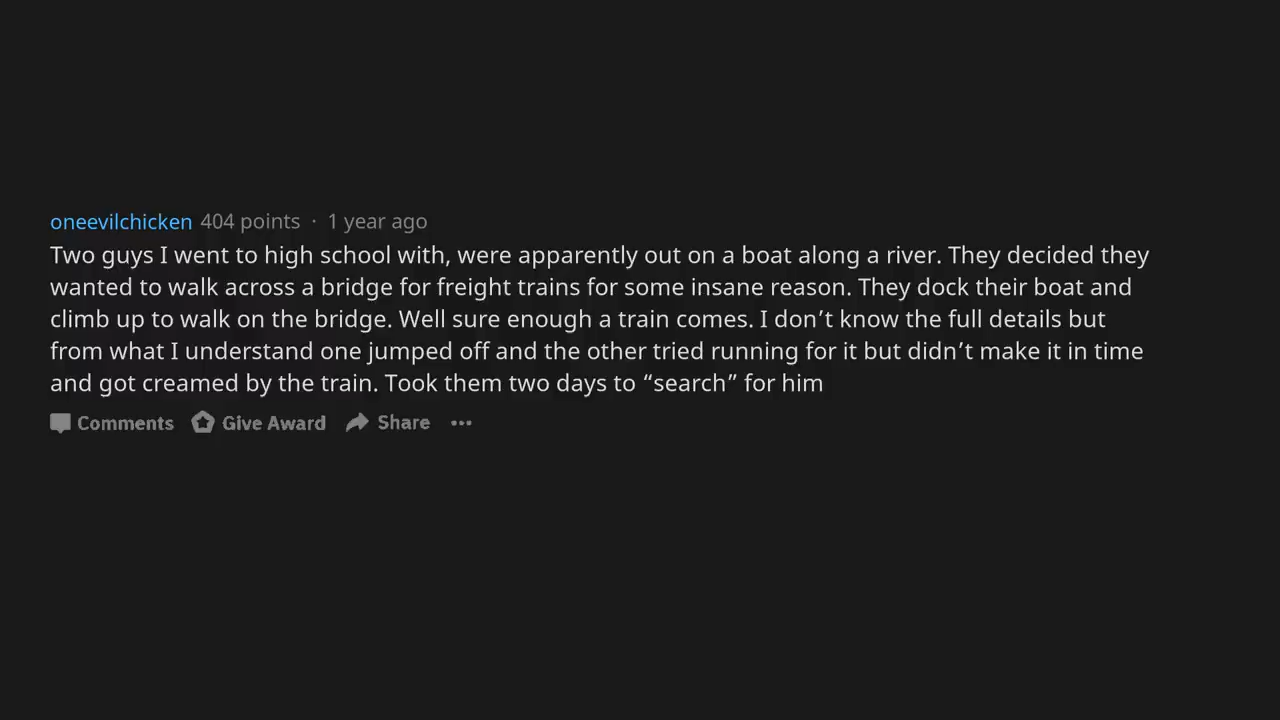 oneevilchicken 404 points · 1 year ago
Two guys I went to high school with, were apparently out on a boat along a river. They decided they
wanted to walk across a bridge for freight trains for some insane reason. They dock their boat and
climb up to walk on the bridge. Well sure enough a train comes. I don’t know the full details but
from what I understand one jumped off and the other tried running for it but didn’t make it in time
and got creamed by the train. Took them two days to “search” for him
Comments Give Award Share ···